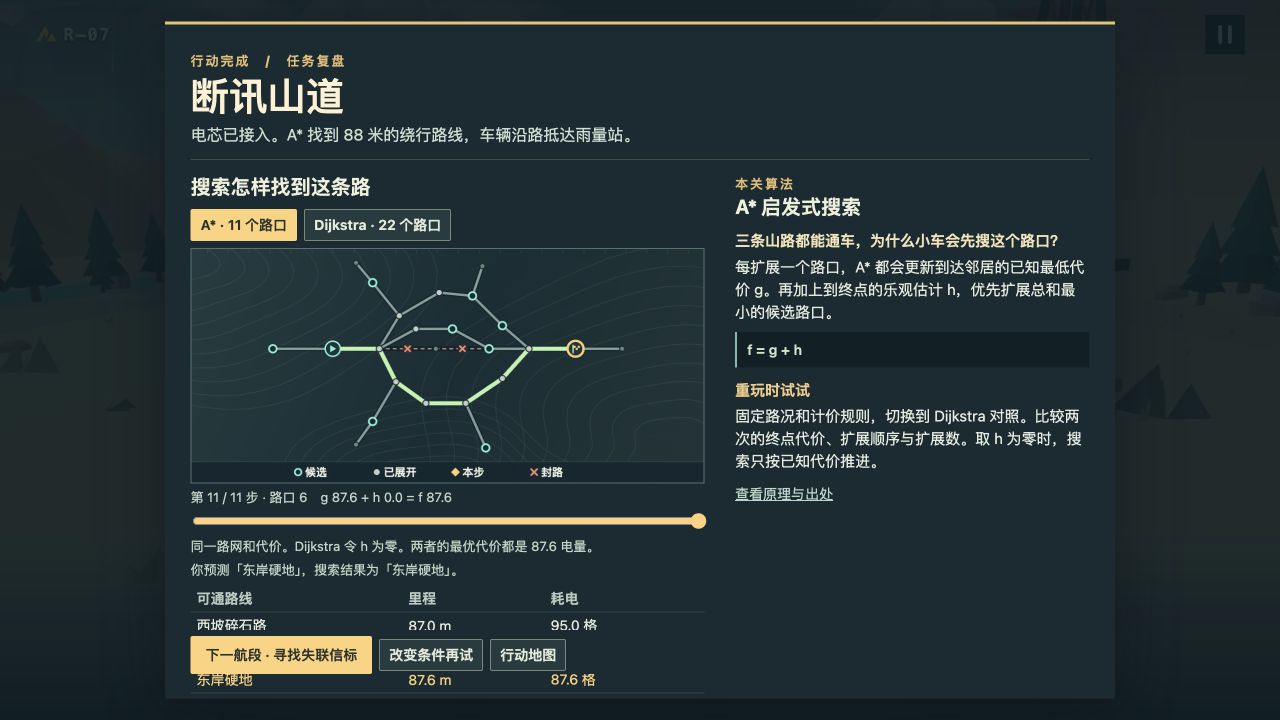 R-07
行动完成 / 任务复盘
断讯山道
电芯已接入。A* 找到 88 米的绕行路线，车辆沿路抵达雨量站。
搜索怎样找到这条路
A* · 11 个路口
Dijkstra · 22 个路口
候选
已展开
本步
封路
第 11 / 11 步 · 路口 6 g 87.6 + h 0.0 = f 87.6
同一路网和代价。Dijkstra 令 h 为零。两者的最优代价都是 87.6 电量。
你预测「东岸硬地」，搜索结果为「东岸硬地」。
可通路线 里程 耗电
西坡碎石路 87.0 m 95.0 格
下一航段 · 寻找失联信标
改变条件再试
行动地图
东岸硬地 87.6 m 87.6 格
本关算法
A* 启发式搜索
三条山路都能通车，为什么小车会先搜这个路口？
每扩展一个路口，A* 都会更新到达邻居的已知最低代
价 g。再加上到终点的乐观估计 h，优先扩展总和最
小的候选路口。
f = g + h
重玩时试试
固定路况和计价规则，切换到 Dijkstra 对照。比较两
次的终点代价、扩展顺序与扩展数。取 h 为零时，搜
索只按已知代价推进。
查看原理与出处